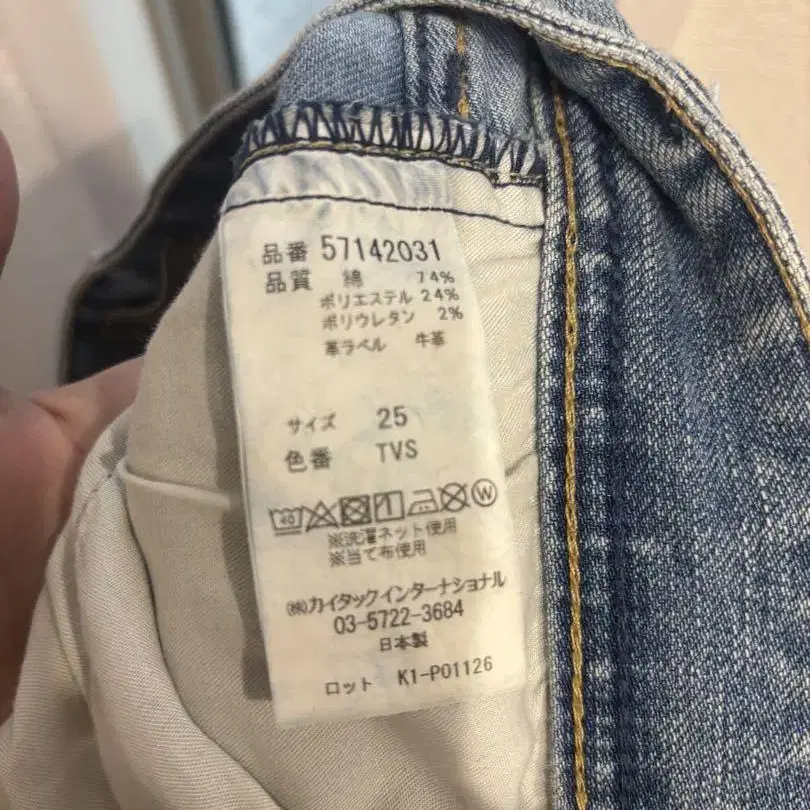 品番 57142031
品質 綿 74%
ポリエステル 24%
ポリウレタン 2%
革ラベル 牛革
サイズ 25
色番 TVS
40 W
※洗濯ネット使用
※当て布使用
㈱カイタックインターナショナル
03-5722-3684
日本製
ロット K1-P01126